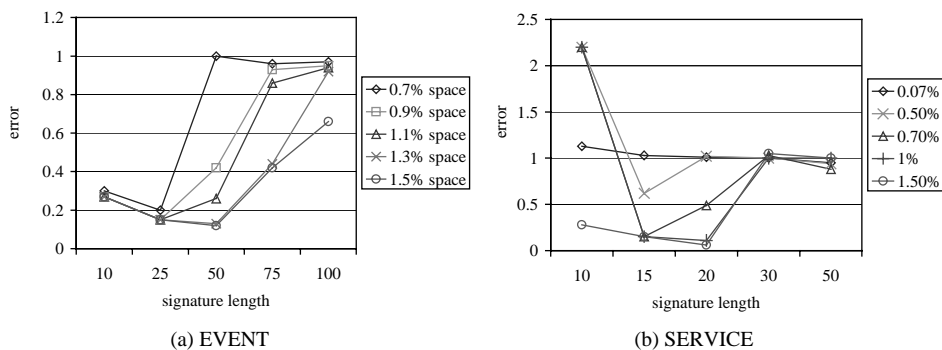 1.2
1
0.8
0.6
0.4
0.2
0
error
10 25 50 75 100
signature length
0.7% space
0.9% space
1.1% space
1.3% space
1.5% space
(a) EVENT
2.5
2
1.5
1
0.5
0
error
10 15 20 30 50
signature length
0.07%
0.50%
0.70%
1%
1.50%
(b) SERVICE